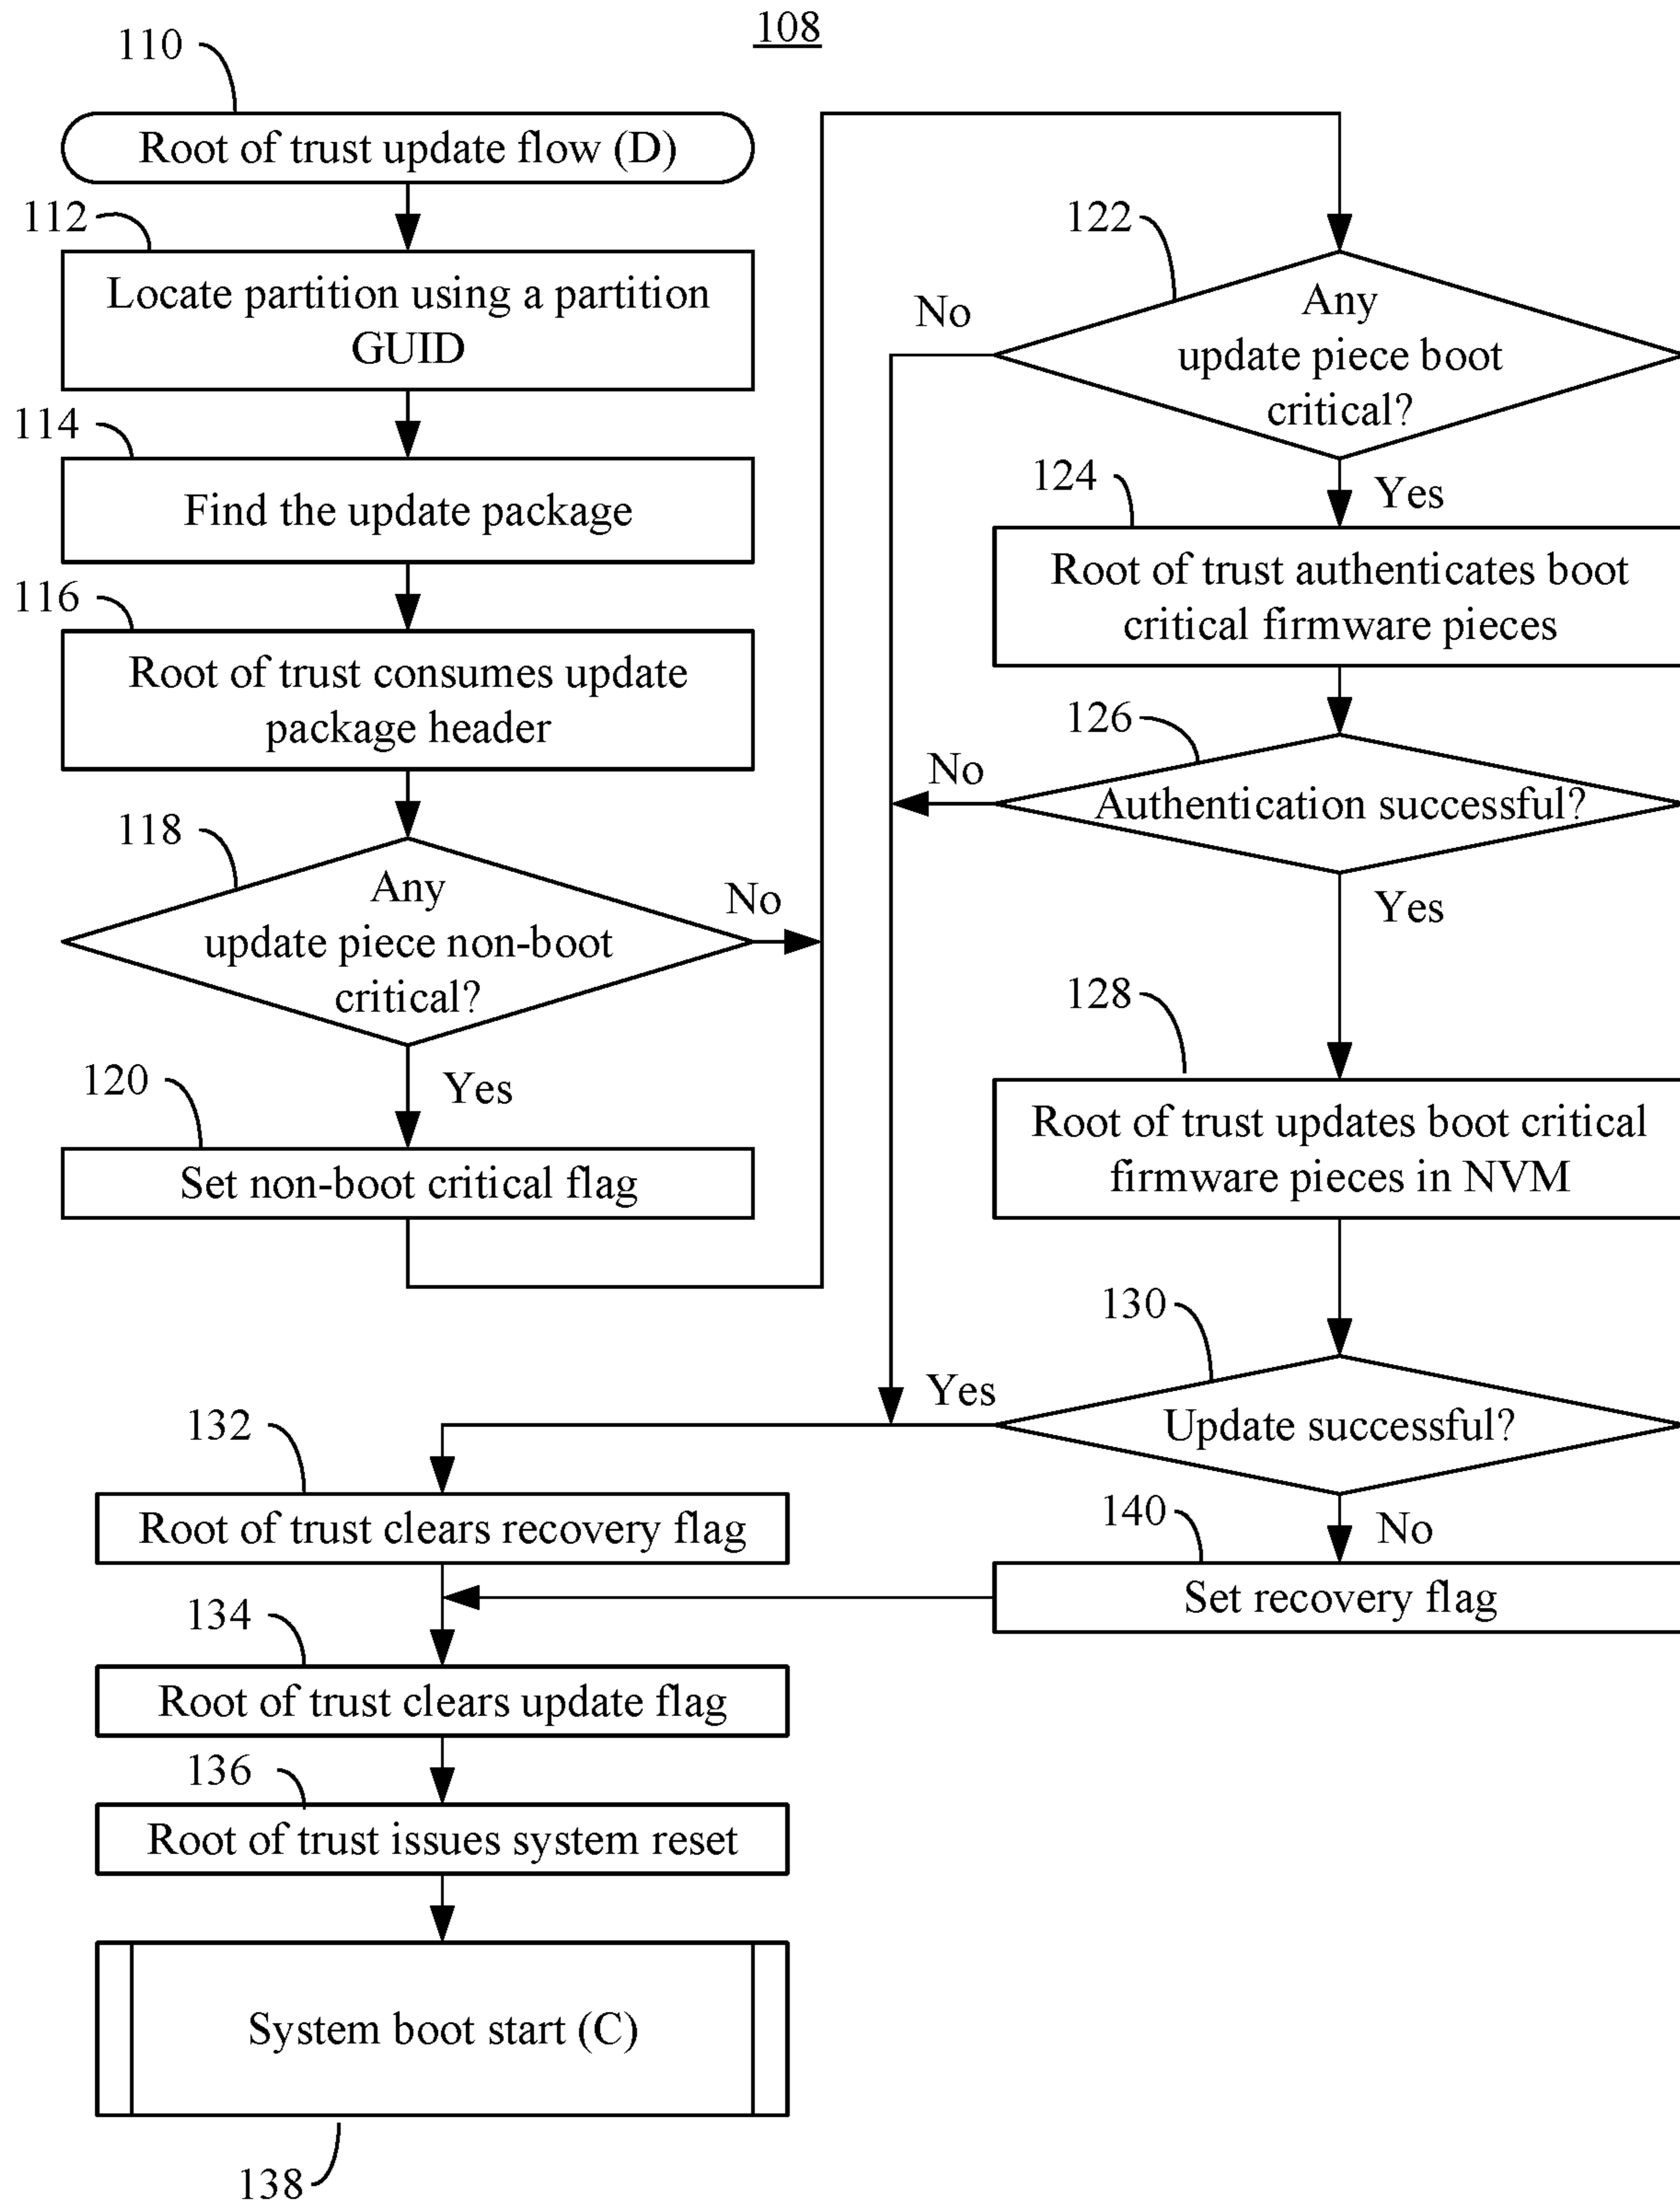 108
110
Root of trust update flow (D)
112
Locate partition using a partition
GUID
114
Find the update package
116
Root of trust consumes update
package header
118
Any
update piece non-boot
critical?
No
Yes
120
Set non-boot critical flag
122
Any
update piece boot
critical?
No
Yes
124
Root of trust authenticates boot
critical firmware pieces
126
Authentication successful?
No
Yes
128
Root of trust updates boot critical
firmware pieces in NVM
130
Update successful?
Yes
No
140
Set recovery flag
132
Root of trust clears recovery flag
134
Root of trust clears update flag
136
Root of trust issues system reset
System boot start (C)
138